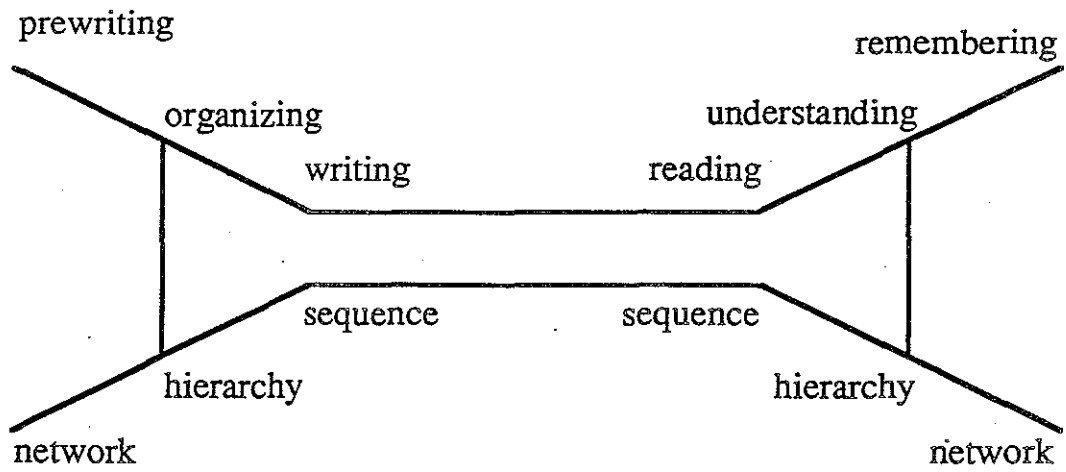 prewriting
remembering
organizing
understanding
writing
reading
sequence
sequence
hierarchy
hierarchy
network
network